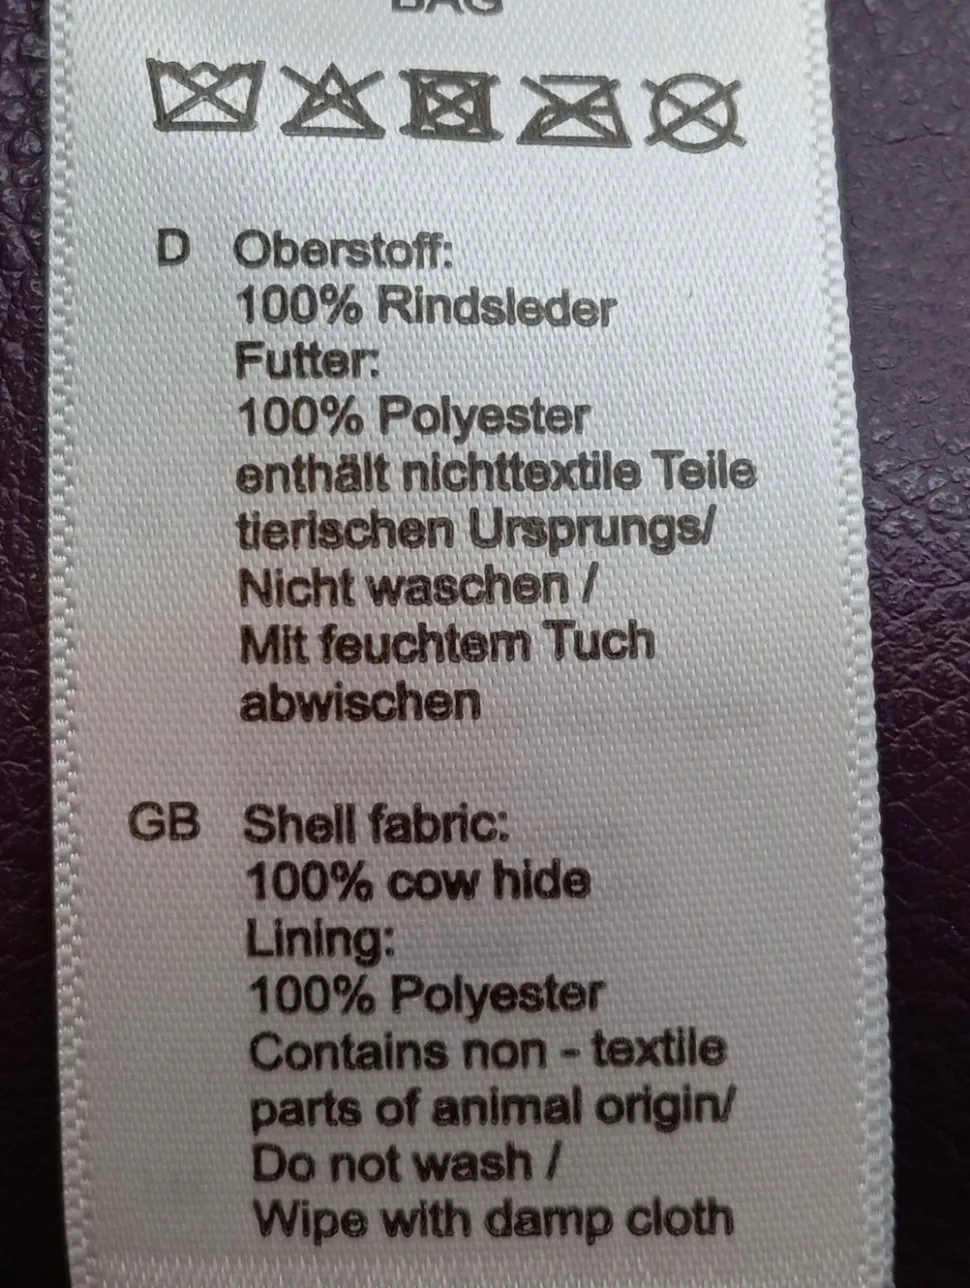 BAG
D Oberstoff:
100% Rindsleder
Futter:
100% Polyester
enthält nichttextile Teile
tierischen Ursprungs/
Nicht waschen /
Mit feuchtem Tuch
abwischen
GB Shell fabric:
100% cow hide
Lining:
100% Polyester
Contains non - textile
parts of animal origin/
Do not wash /
Wipe with damp cloth